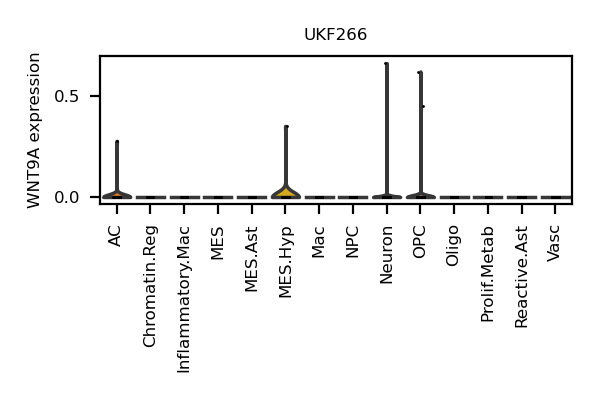 UKF266
WNT9A expression
0.5
0.0
AC
Chromatin.Reg
Inflammatory.Mac
MES
MES.Ast
MES.Hyp
Mac
NPC
Neuron
OPC
Oligo
Prolif.Metab
Reactive.Ast
Vasc